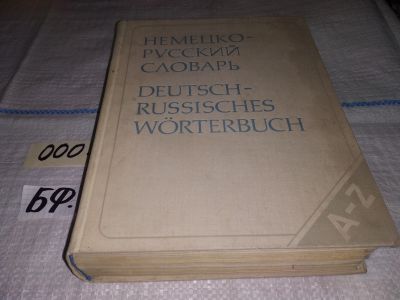 НЕМЕЦКО-
РУССКИЙ
СЛОВАРЬ
DEUTSCH-
RUSSISCHES
WÖRTERBUCH
A-Z
000
БФ.